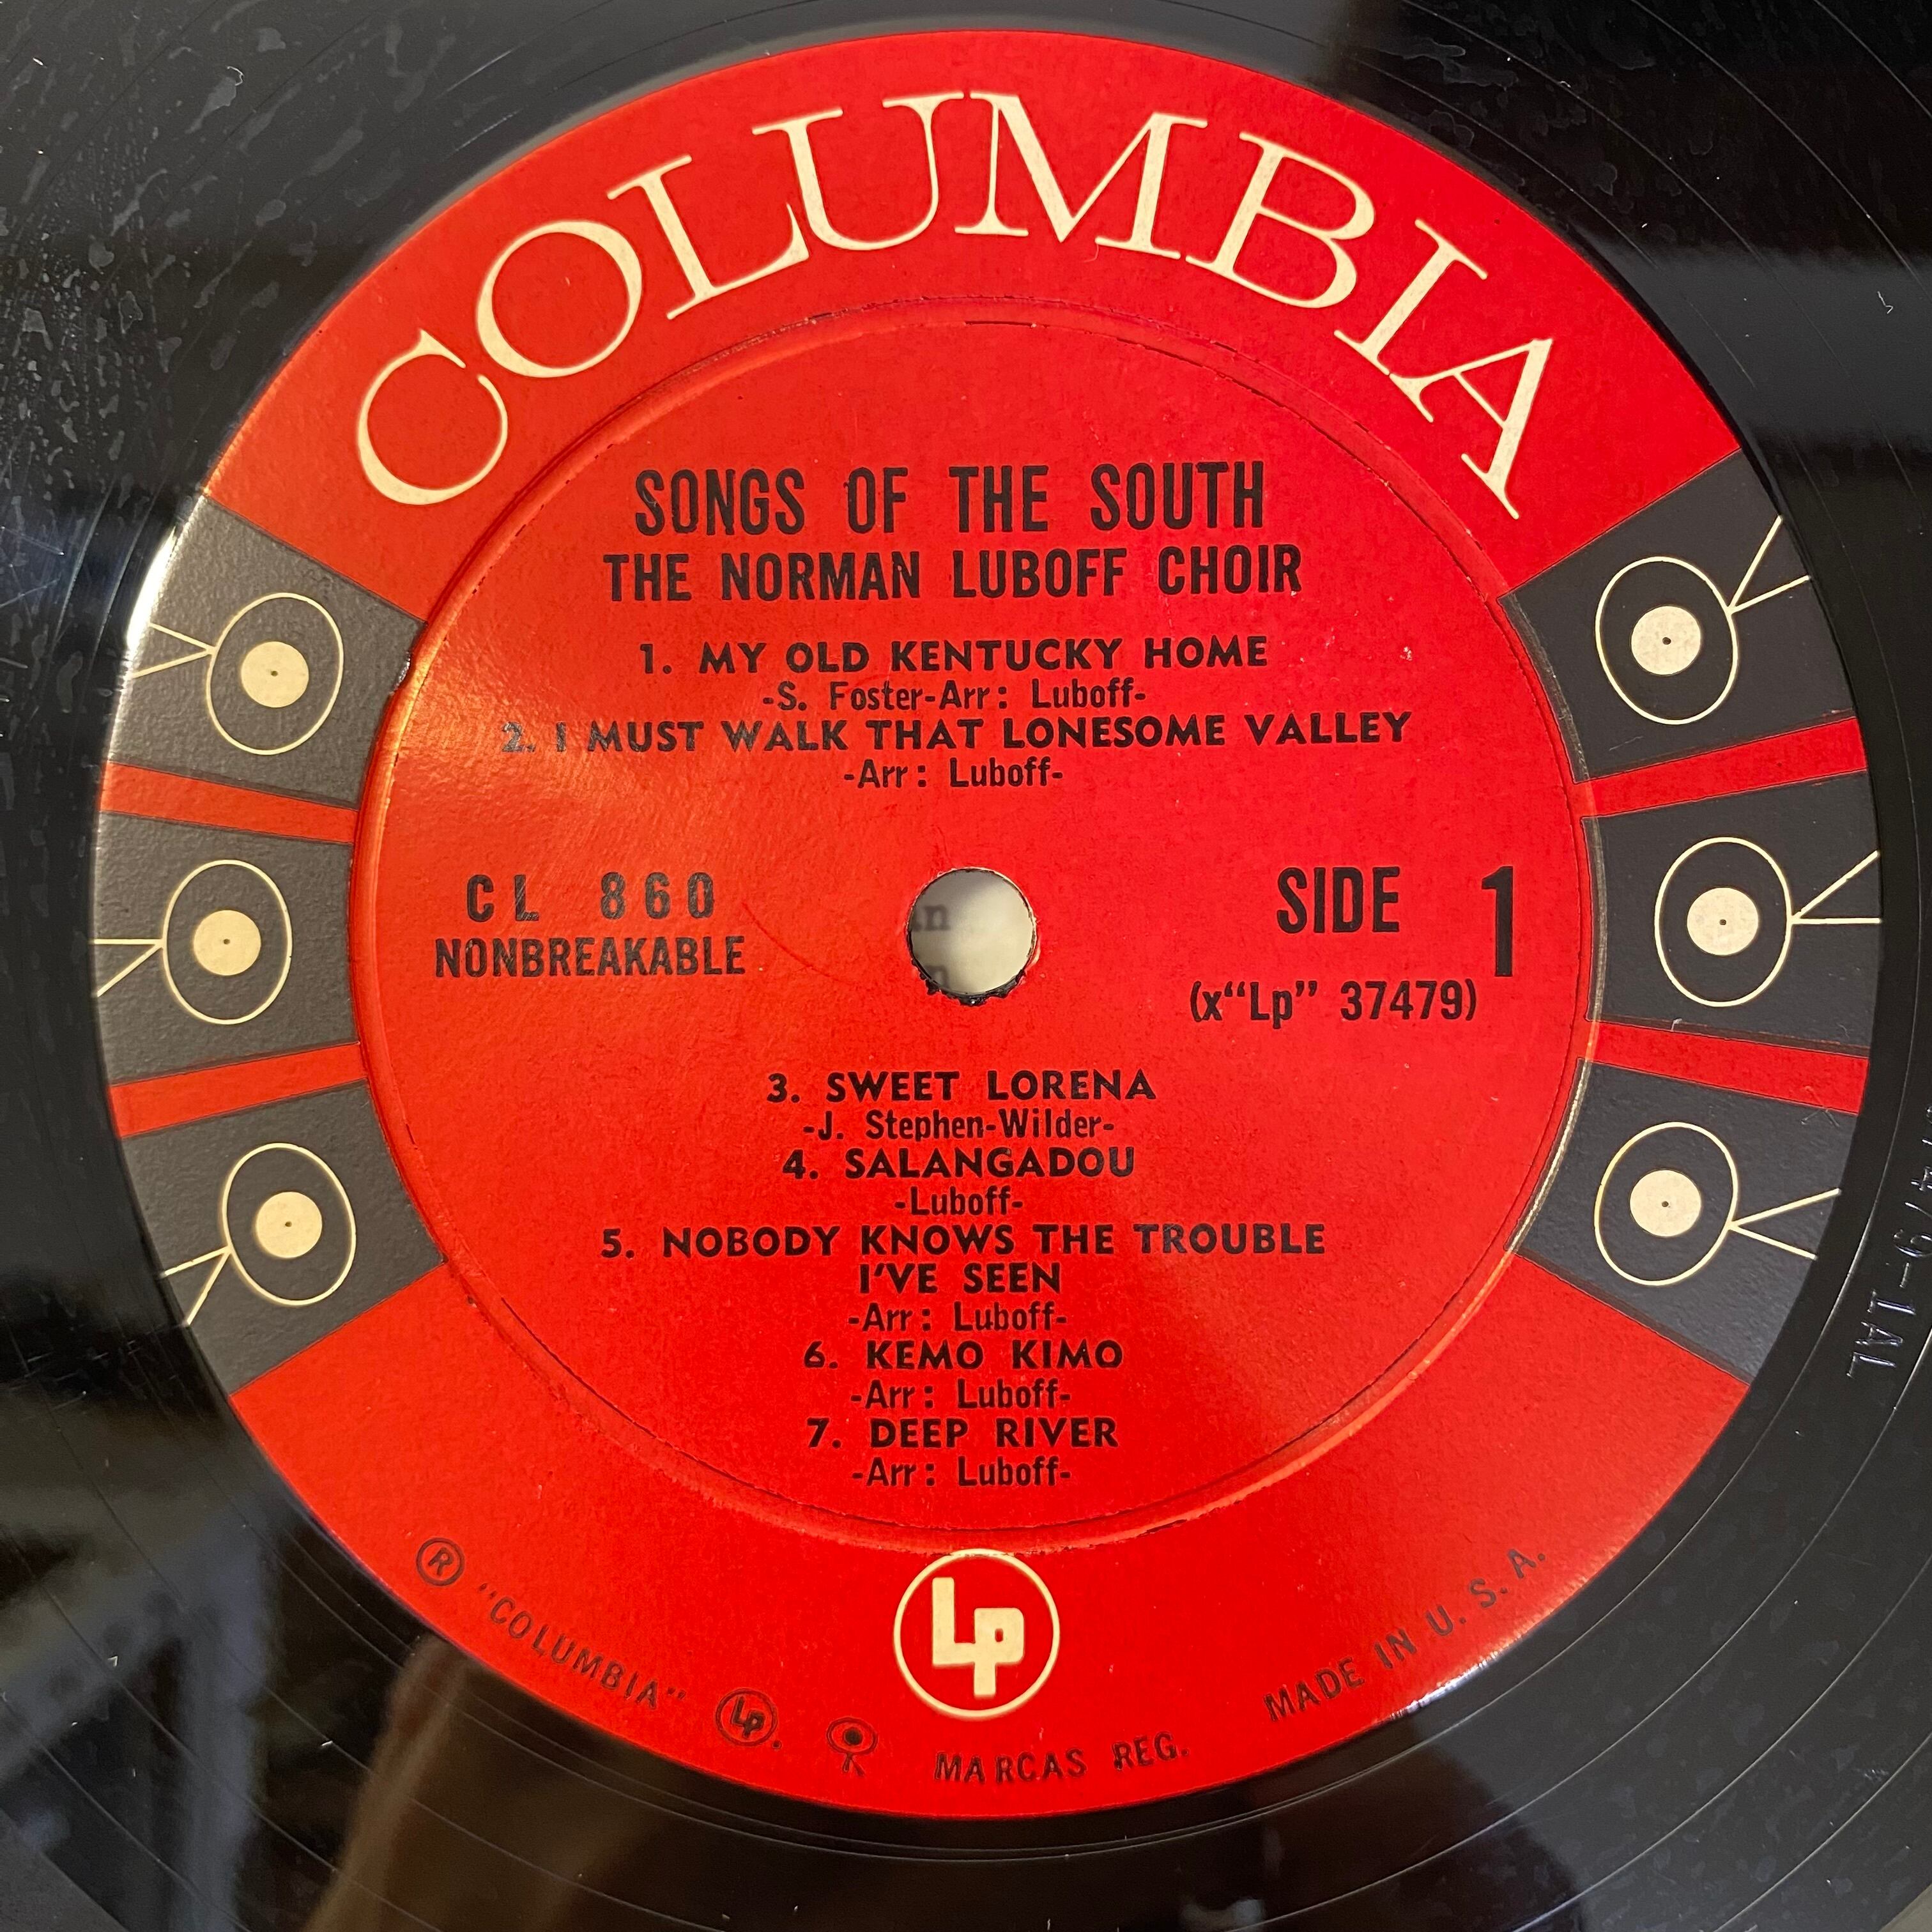 COLUMBIA
SONGS OF THE SOUTH
THE NORMAN LUBOFF CHOIR
1. MY OLD KENTUCKY HOME
-S. Foster-Arr: Luboff-
2. I MUST WALK THAT LONESOME VALLEY
-Arr: Luboff-
CL 860
NONBREAKABLE
SIDE 1
(x“Lp” 37479)
3. SWEET LORENA
-J. Stephen-Wilder-
4. SALANGADOU
-Luboff-
5. NOBODY KNOWS THE TROUBLE
I'VE SEEN
-Arr: Luboff-
6. KEMO KIMO
-Arr: Luboff-
7. DEEP RIVER
-Arr: Luboff-
Lp
® "COLUMBIA" Lp. MARCAS REG. MADE IN U. S. A.